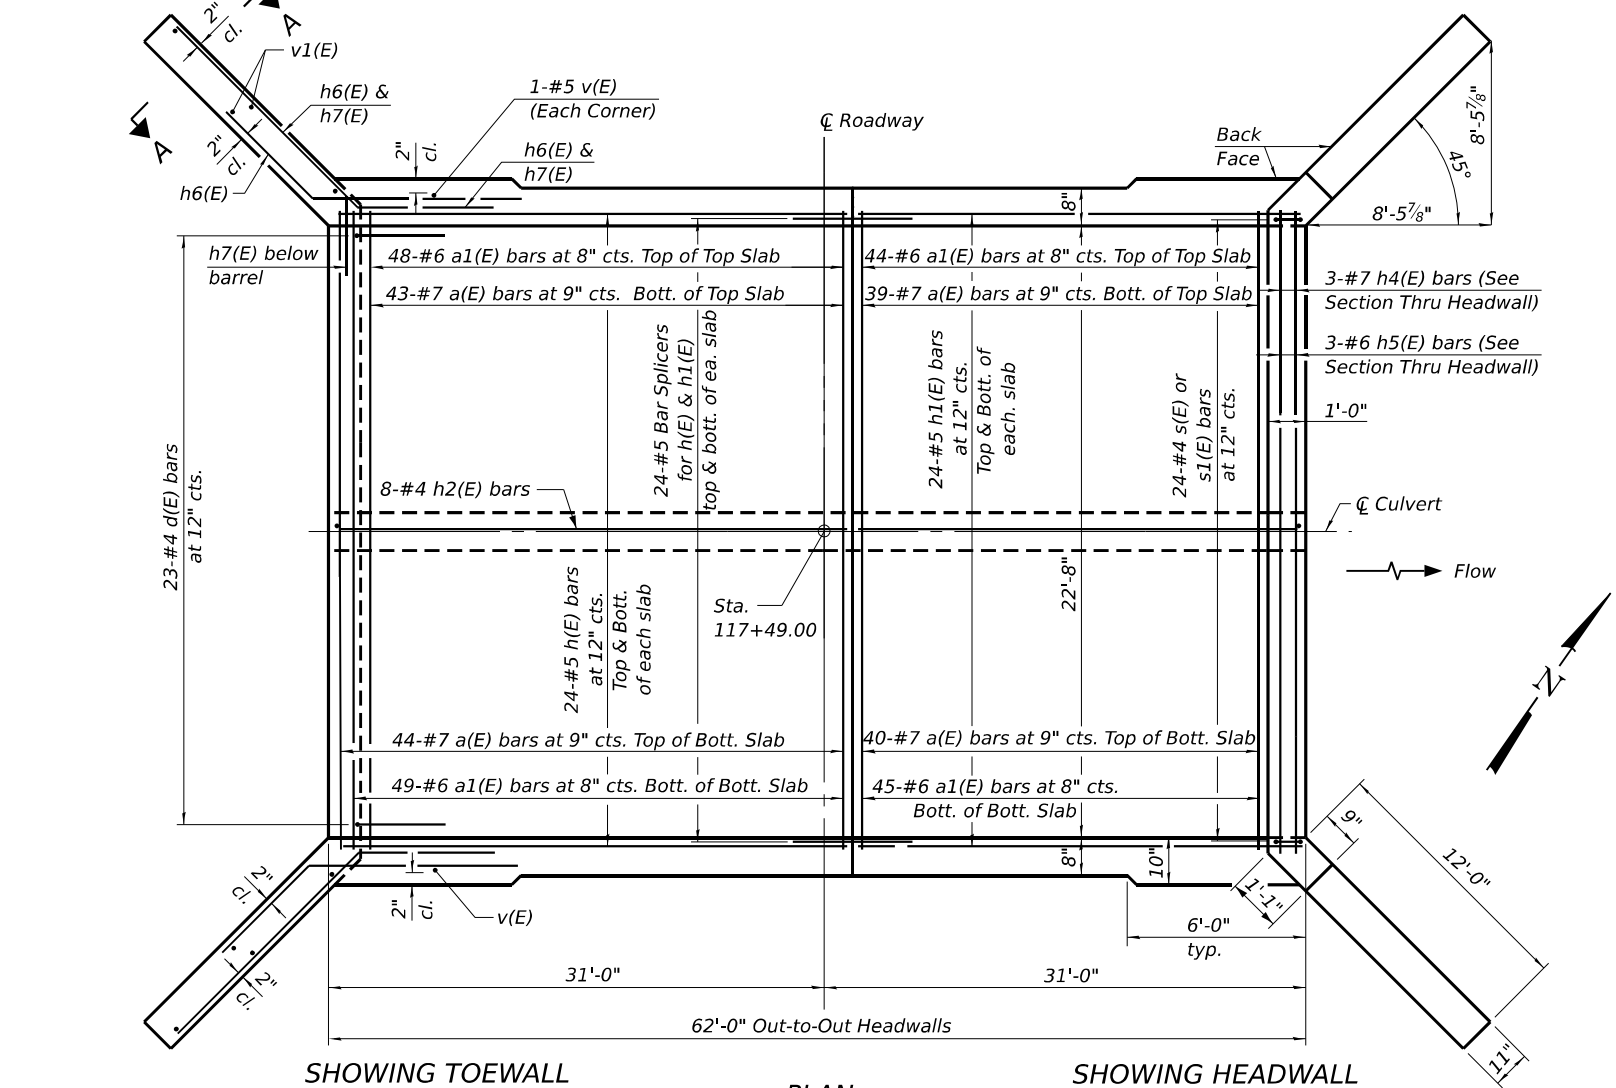 2"
cl.
A
v1(E)
h6(E) &
h7(E)
1-#5 v(E)
(Each Corner)
h6(E) &
h7(E)
2"
cl.
℄ Roadway
A
2"
cl.
h6(E)
Back
Face
45°
8'-5⅞"
8'-5⅞"
8"
h7(E) below
barrel
48-#6 a1(E) bars at 8" cts. Top of Top Slab
44-#6 a1(E) bars at 8" cts. Top of Top Slab
43-#7 a(E) bars at 9" cts. Bott. of Top Slab
39-#7 a(E) bars at 9" cts. Bott. of Top Slab
3-#7 h4(E) bars (See
Section Thru Headwall)
3-#6 h5(E) bars (See
Section Thru Headwall)
1'-0"
24-#5 Bar Splicers
for h(E) & h1(E)
top & bott. of ea. slab
24-#5 h1(E) bars
at 12" cts.
Top & Bott. of
each. slab
24-#4 s(E) or
s1(E) bars
at 12" cts.
23-#4 d(E) bars
at 12" cts.
8-#4 h2(E) bars
℄ Culvert
Flow
Sta.
117+49.00
22'-8"
24-#5 h(E) bars
at 12" cts.
Top & Bott.
of each slab
N
44-#7 a(E) bars at 9" cts. Top of Bott. Slab
40-#7 a(E) bars at 9" cts. Top of Bott. Slab
49-#6 a1(E) bars at 8" cts. Bott. of Bott. Slab
45-#6 a1(E) bars at 8" cts.
Bott. of Bott. Slab
9"
12'-0"
8"
10"
1'-1"
2"
cl.
2"
cl.
v(E)
2"
cl.
6'-0"
typ.
31'-0"
31'-0"
62'-0" Out-to-Out Headwalls
11"
SHOWING TOEWALL
SHOWING HEADWALL
PLAN